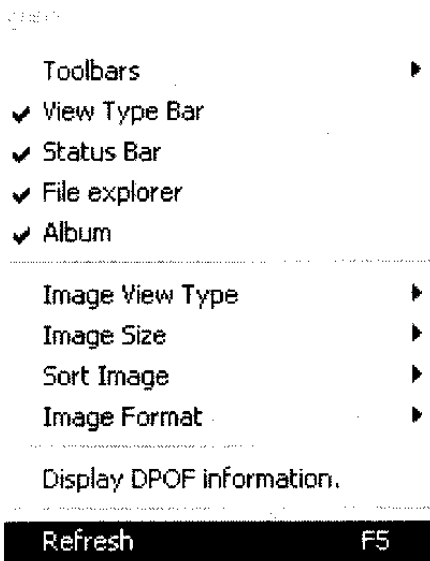 Toolbars
View Type Bar
Status Bar
File explorer
Album
Image View Type
Image Size
Sort Image
Image Format
Display DPOF information.
Refresh F5